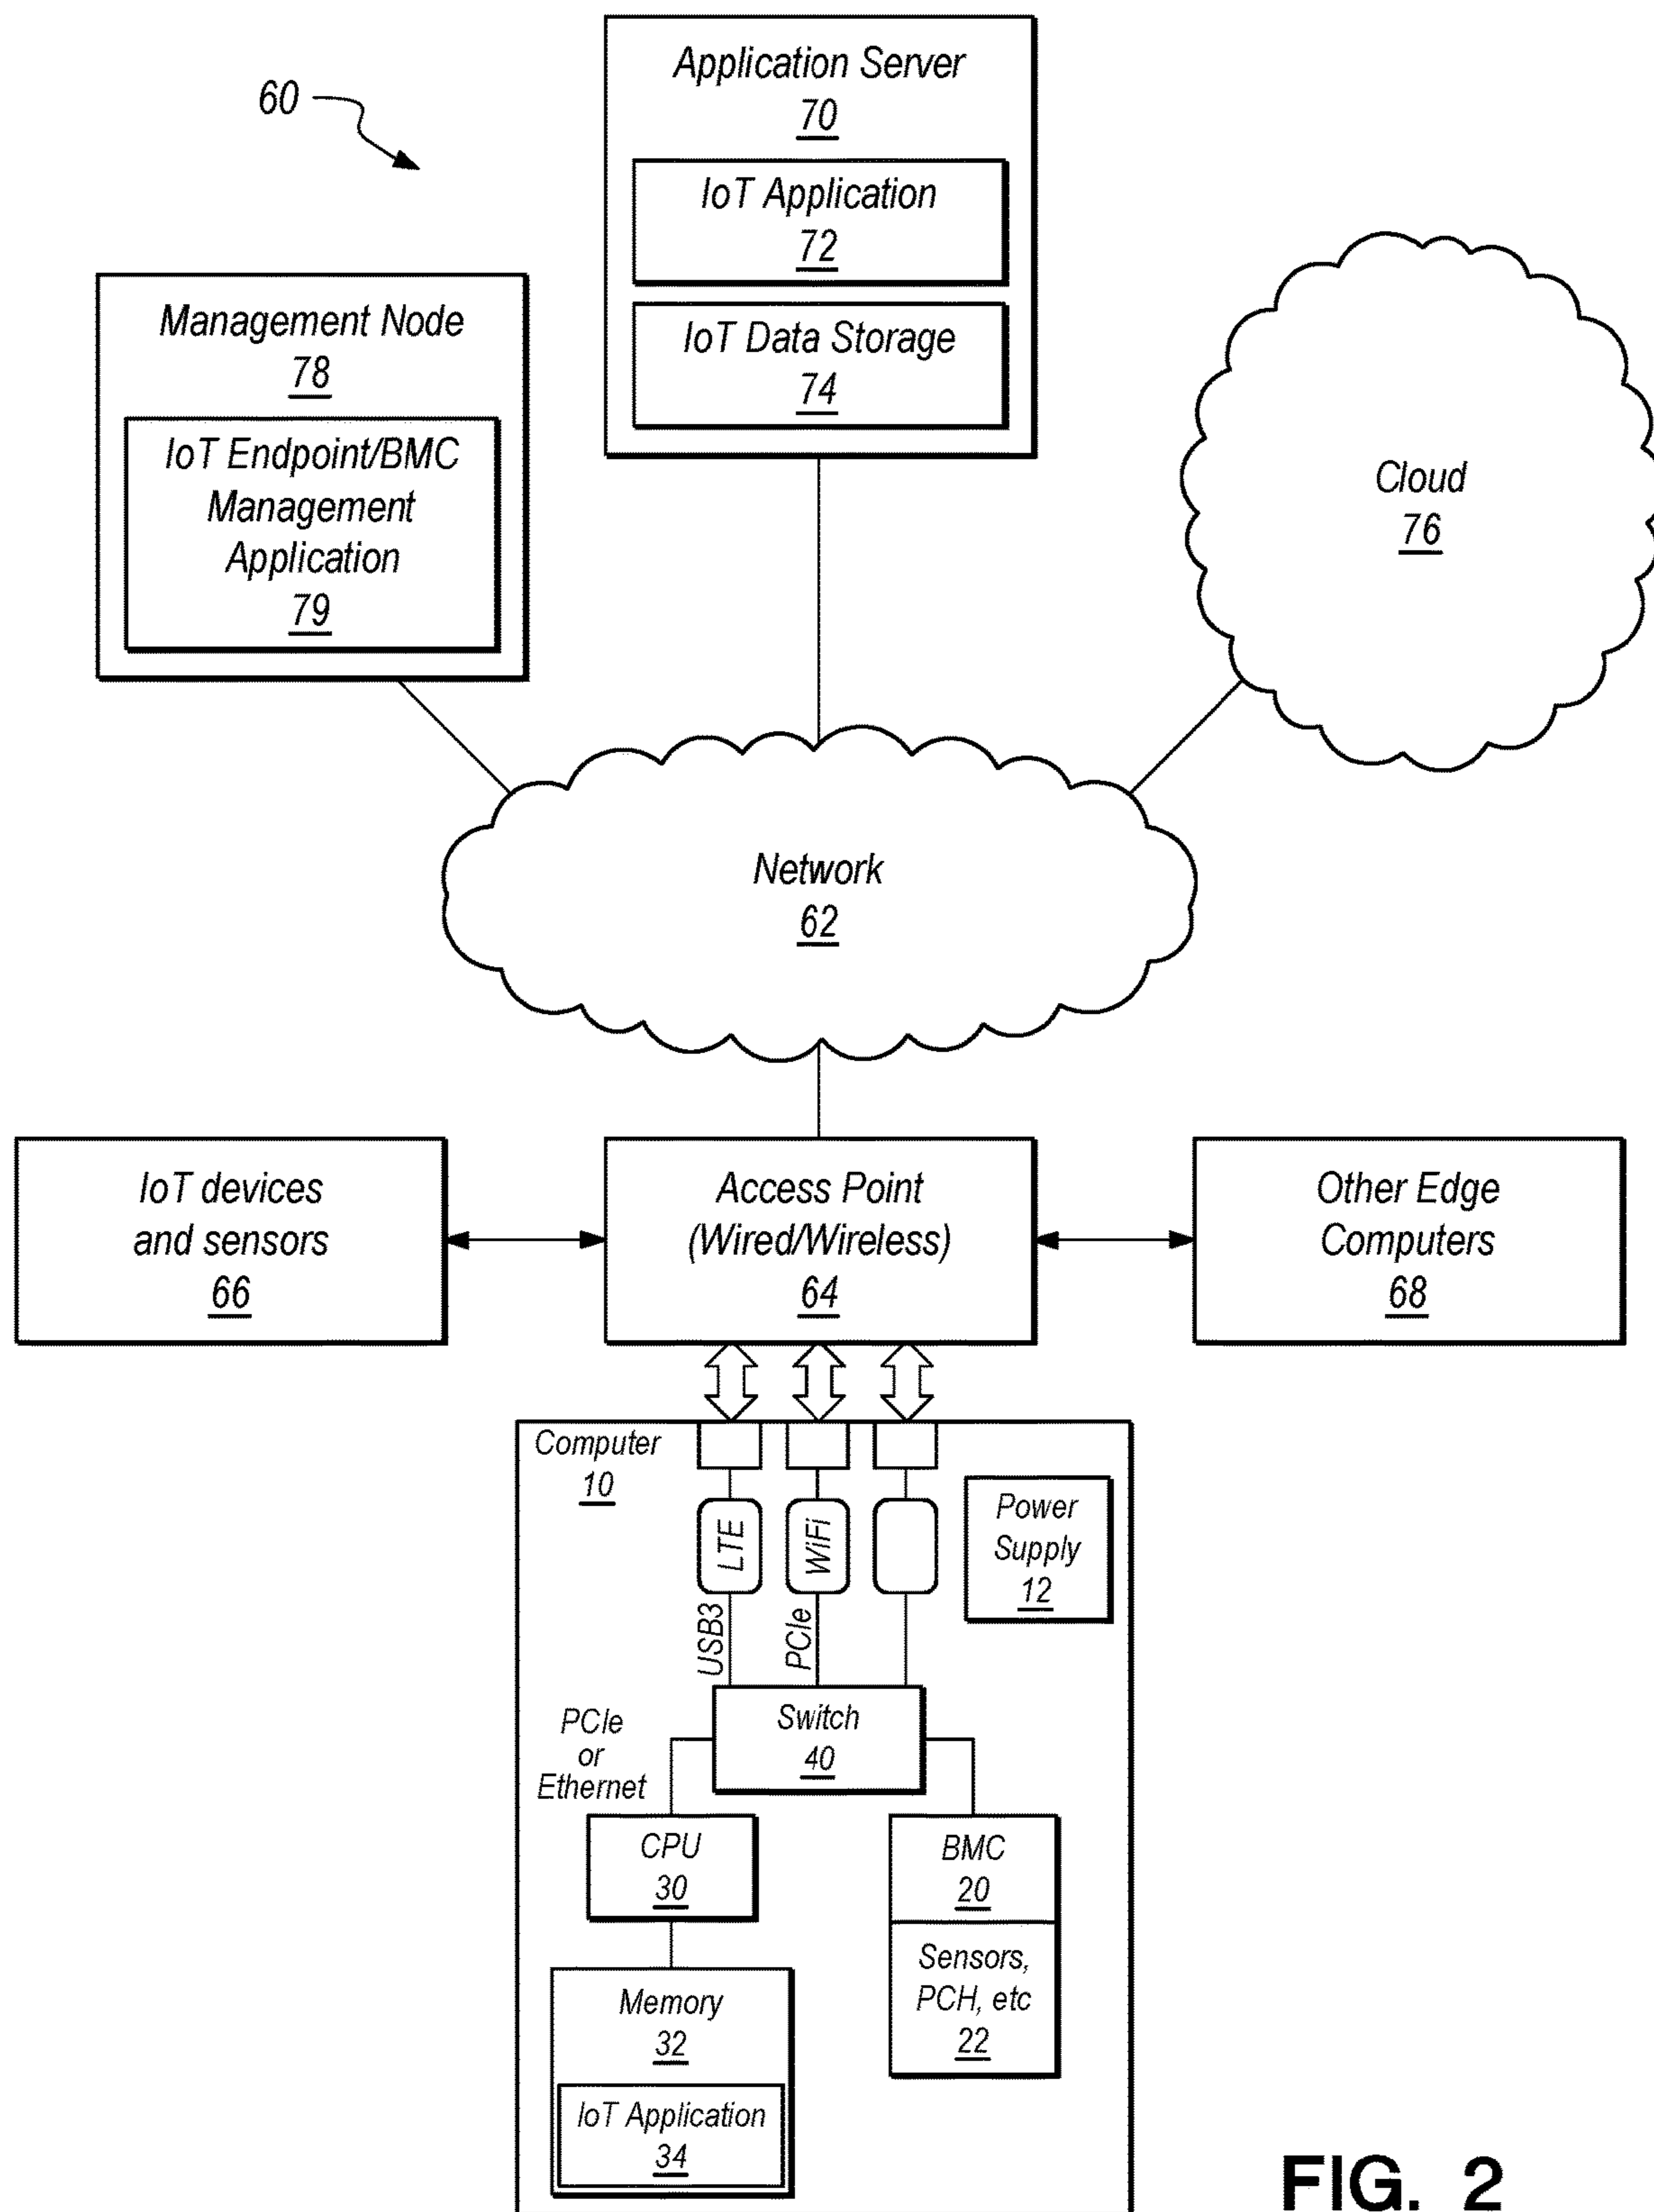 60
Application Server
70
IoT Application
72
IoT Data Storage
74
Management Node
78
IoT Endpoint/BMC
Management
Application
79
Cloud
76
Network
62
IoT devices
and sensors
66
Access Point
(Wired/Wireless)
64
Other Edge
Computers
68
Computer
10
LTE
WiFi
Power
Supply
12
USB3
PCIe
Switch
40
PCIe
or
Ethernet
CPU
30
BMC
20
Sensors,
PCH, etc
22
Memory
32
IoT Application
34
FIG. 2